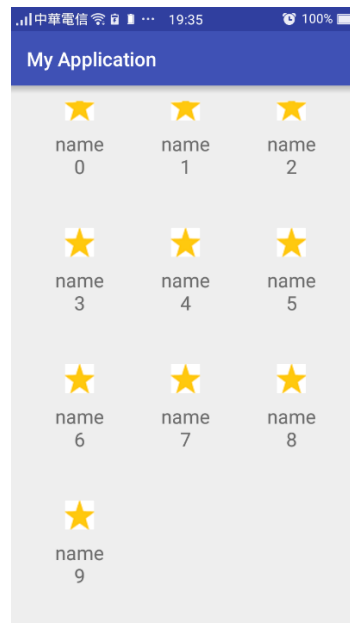 中華電信 ... 19:35 100%
My Application
name name name
0 1 2
name name name
3 4 5
name name name
6 7 8
name
9